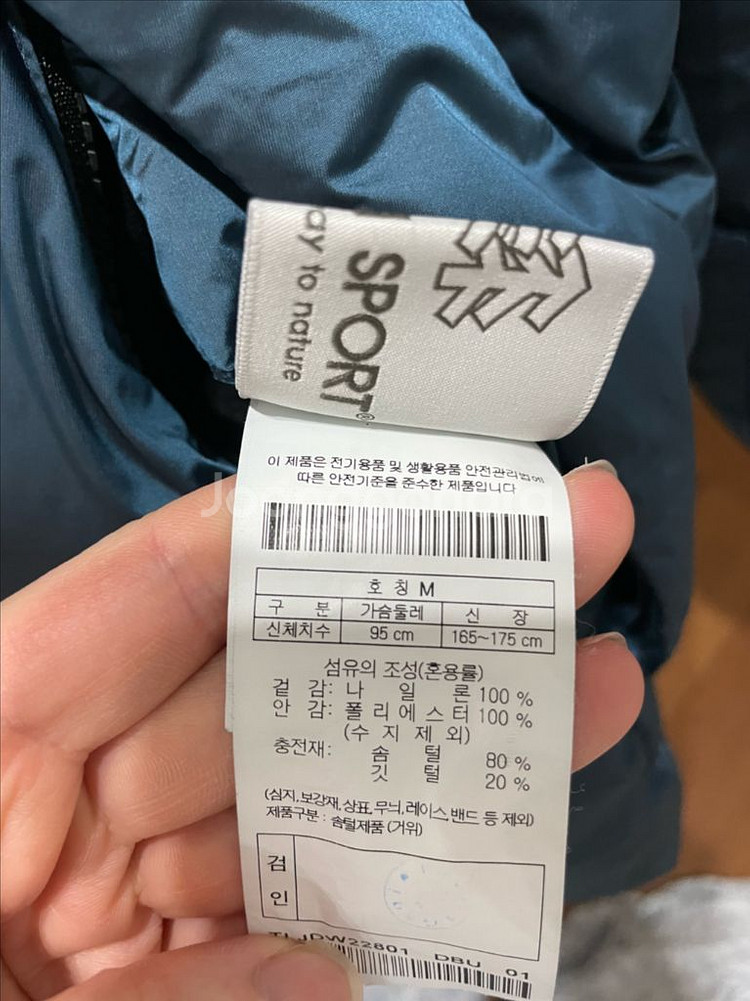 SPORT®
way to nature
이 제품은 전기용품 및 생활용품 안전관리법에
따른 안전기준을 준수한 제품입니다
호 칭 M
구 분 가슴둘레 신 장
신체치수 95 cm 165~175 cm
섬유의 조성(혼용률)
겉 감: 나 일 론 100 %
안 감: 폴 리 에 스 터 100 %
(수 지 제 외)
충전재: 솜 털 80 %
깃 털 20 %
(심지,보강재,상표,무늬,레이스,밴드 등 제외)
제품구분 : 솜털제품 (거위)
검
인
DW22801 DBU 01